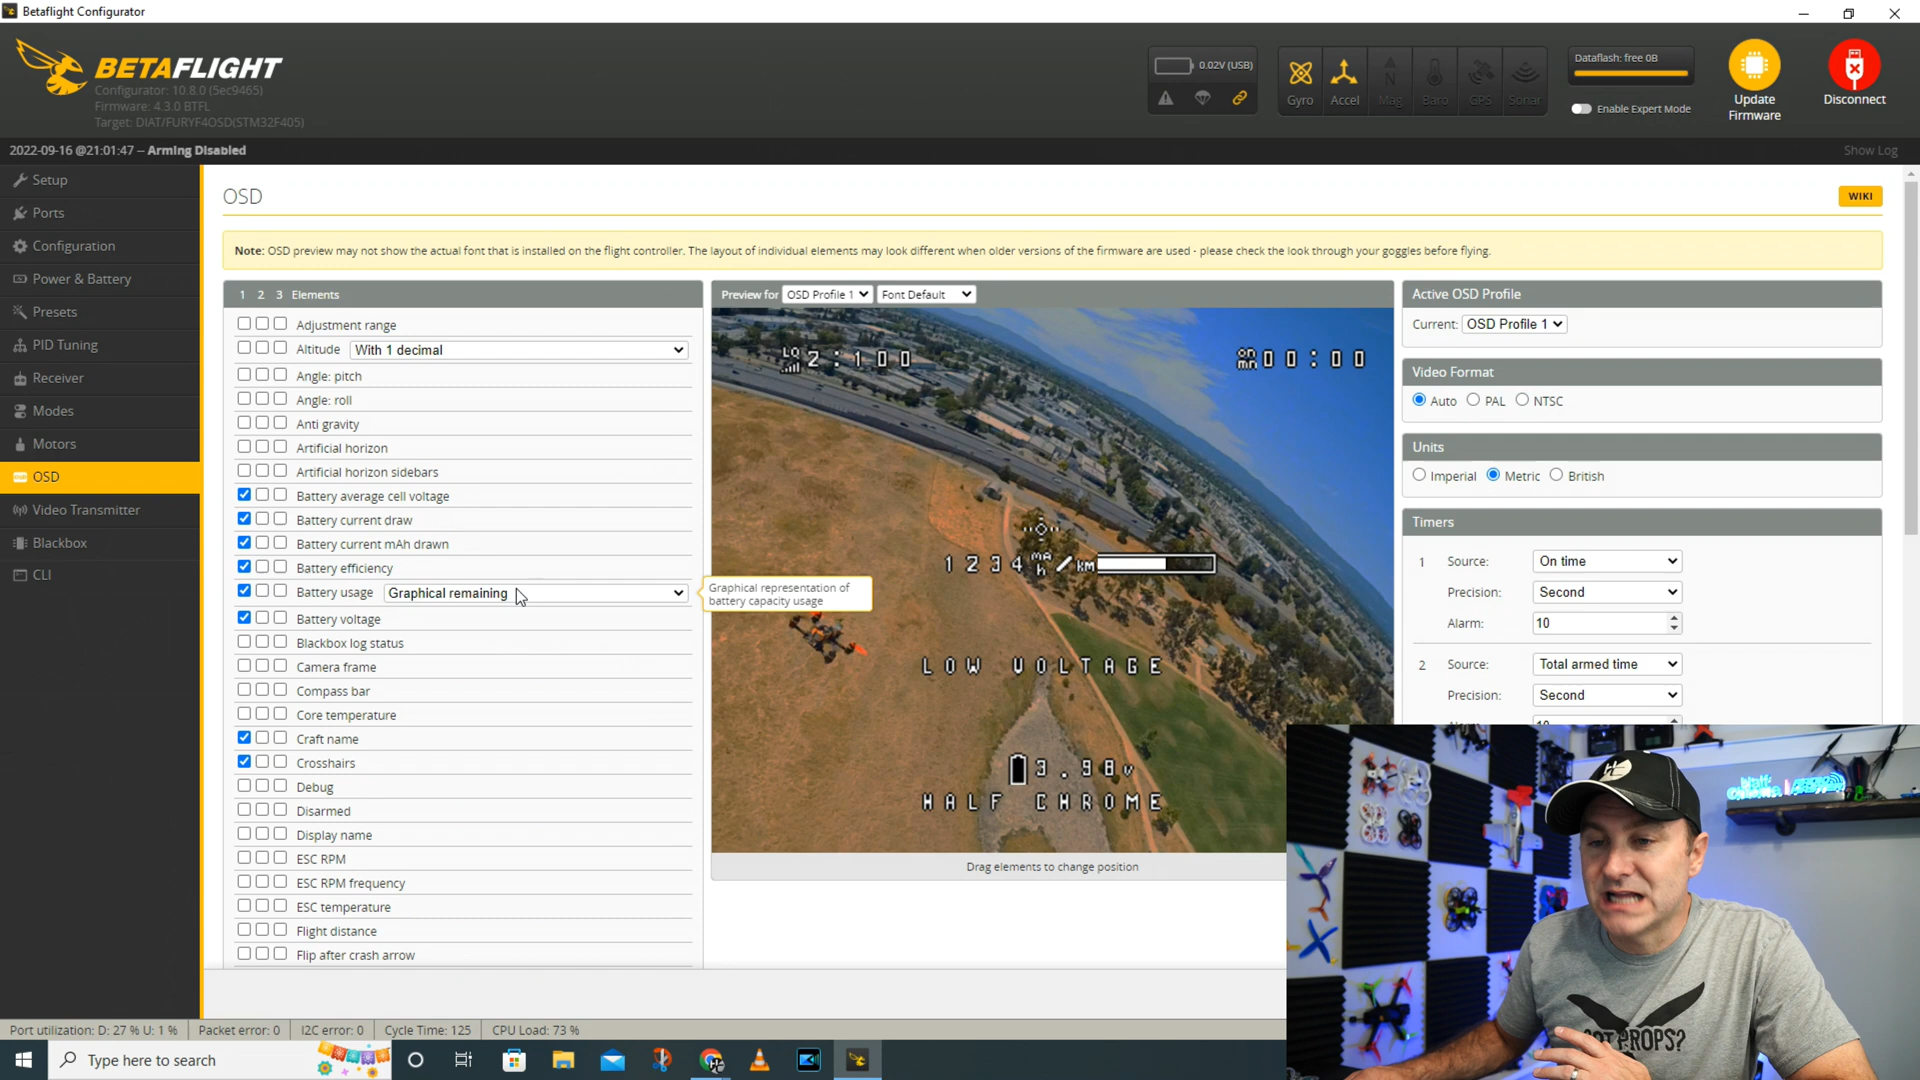 Betaflight Configurator
BETAFLIGHT
Configurator: 10.8.0 (5ec9465)
Firmware: 4.3.0 BTFL
Target: DIAT/FURYF4OSD(STM32F405)
0.02V (USB)
Gyro
Accel
Mag
Baro
GPS
Sonar
Dataflash: free 0B
Enable Expert Mode
Update
Firmware
Disconnect
2022-09-16 @21:01:47 -- Arming Disabled
Show Log
Setup
Ports
Configuration
Power & Battery
Presets
PID Tuning
Receiver
Modes
Motors
OSD
Video Transmitter
Blackbox
CLI
OSD
WIKI
Note: OSD preview may not show the actual font that is installed on the flight controller. The layout of individual elements may look different when older versions of the firmware are used - please check the look through your goggles before flying.
1 2 3 Elements
Adjustment range
Altitude With 1 decimal
Angle: pitch
Angle: roll
Anti gravity
Artificial horizon
Artificial horizon sidebars
Battery average cell voltage
Battery current draw
Battery current mAh drawn
Battery efficiency
Battery usage Graphical remaining
Battery voltage
Blackbox log status
Camera frame
Compass bar
Core temperature
Craft name
Crosshairs
Debug
Disarmed
Display name
ESC RPM
ESC RPM frequency
ESC temperature
Flight distance
Flip after crash arrow
Graphical representation of
battery capacity usage
Preview for OSD Profile 1 Font Default
LQ 2:100
ON MN 00:00
1234 MAH / KM
LOW VOLTAGE
3.98V
HALF CHROME
Drag elements to change position
Active OSD Profile
Current: OSD Profile 1
Video Format
Auto PAL NTSC
Units
Imperial Metric British
Timers
1 Source: On time
Precision: Second
Alarm: 10
2 Source: Total armed time
Precision: Second
Half
Chrome
GOT PROPS?
Port utilization: D: 27 % U: 1 %
Packet error: 0
I2C error: 0
Cycle Time: 125
CPU Load: 73 %
Type here to search